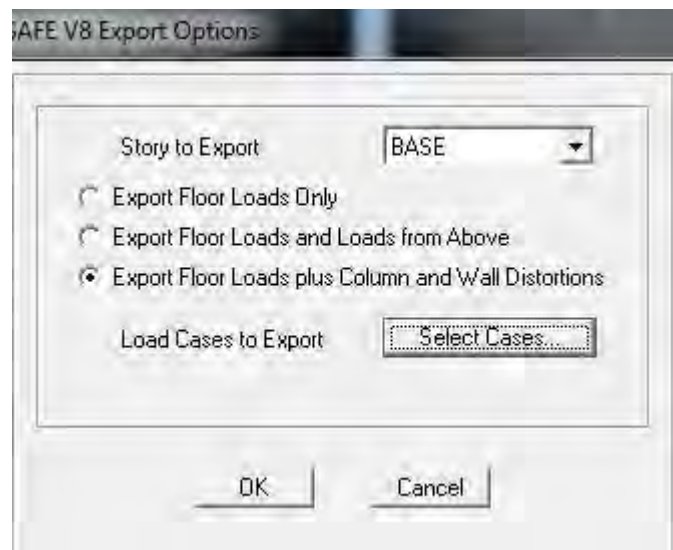 SAFE V8 Export Options
Story to Export BASE
Export Floor Loads Only
Export Floor Loads and Loads from Above
Export Floor Loads plus Column and Wall Distortions
Load Cases to Export Select Cases...
OK Cancel